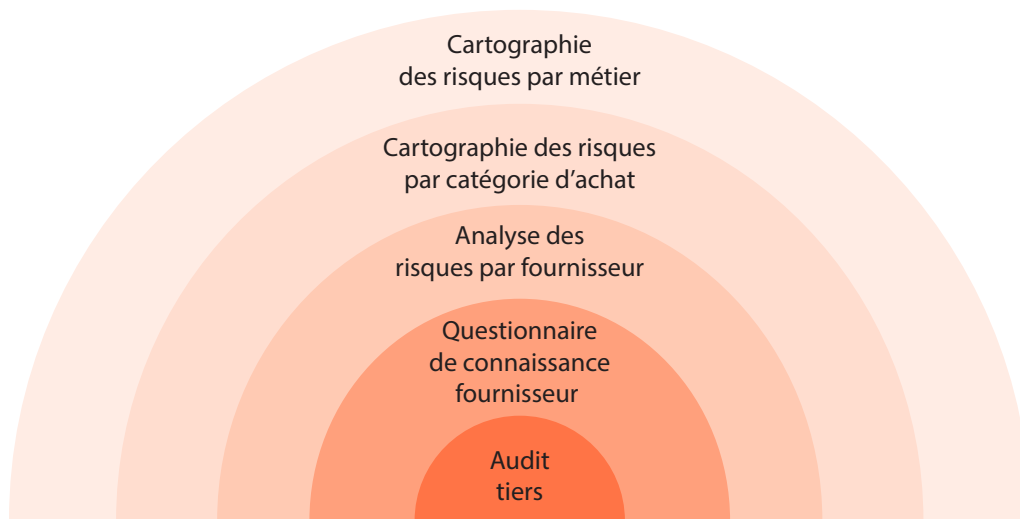 Cartographie
des risques par métier
Cartographie des risques
par catégorie d’achat
Analyse des
risques par fournisseur
Questionnaire
de connaissance
fournisseur
Audit
tiers